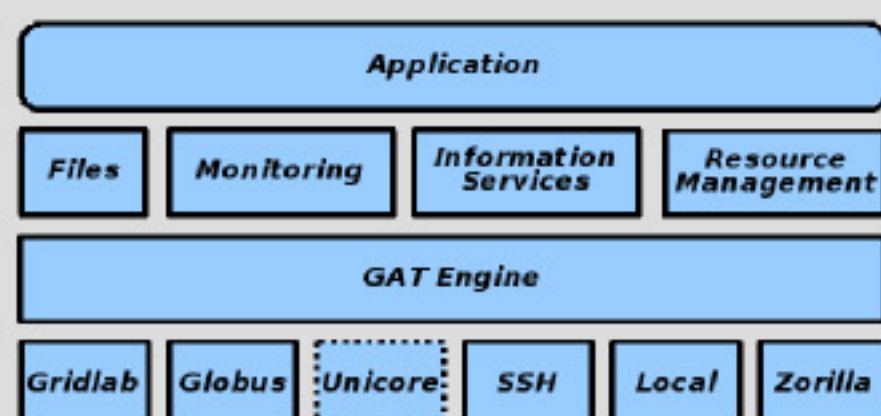 Application
Files
Monitoring
Information
Services
Resource
Management
GAT Engine
Gridlab
Globus
Unicore
SSH
Local
Zorilla